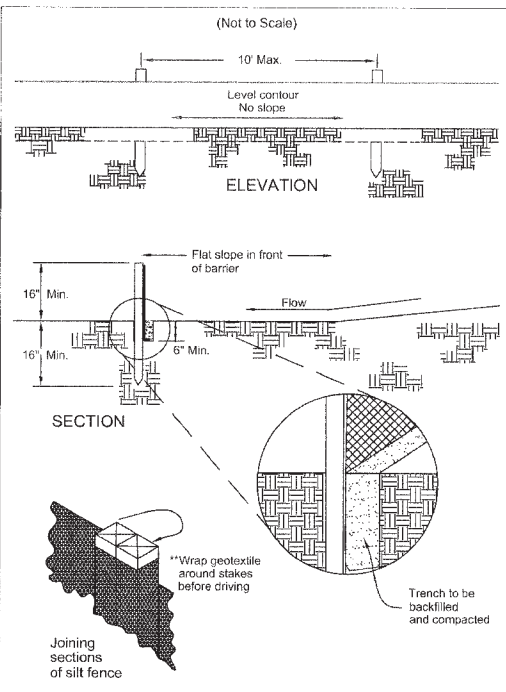 (Not to Scale)
10' Max.
Level contour
No slope
ELEVATION
Flat slope in front
of barrier
16" Min.
Flow
6" Min.
16" Min.
SECTION
**Wrap geotextile
around stakes
before driving
Trench to be
backfilled
and compacted
Joining
sections
of silt fence